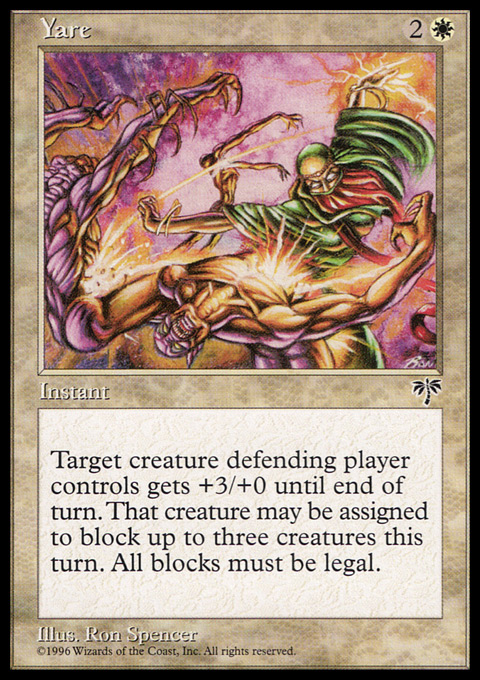 Yare 2
Instant
Target creature defending player
controls gets +3/+0 until end of
turn. That creature may be assigned
to block up to three creatures this
turn. All blocks must be legal.
Illus. Ron Spencer
©1996 Wizards of the Coast, Inc. All rights reserved.